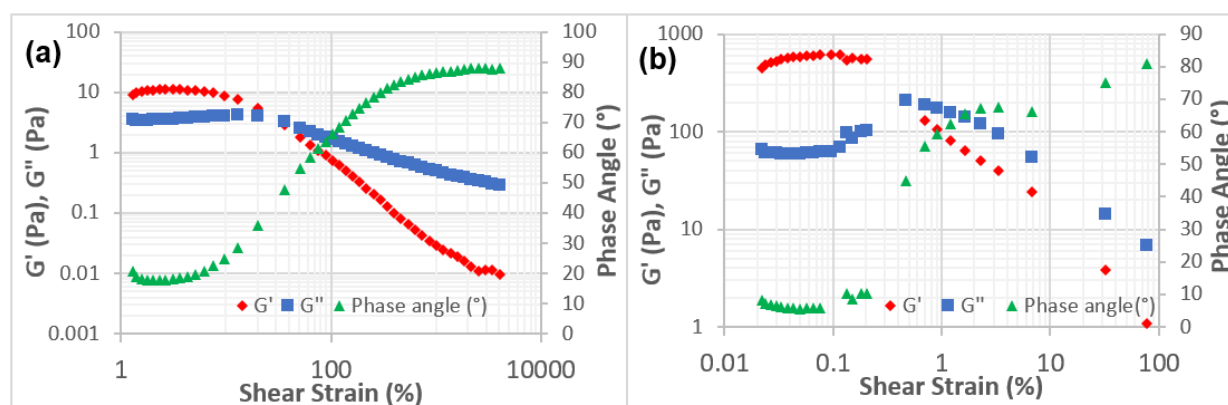 (a)
100
10
1
0.1
0.01
0.001
G' (Pa), G'' (Pa)
100
90
80
70
60
50
40
30
20
10
0
Phase Angle (°)
G' G'' Phase angle (°)
1 100 10000
Shear Strain (%)
(b)
1000
100
10
1
G' (Pa), G'' (Pa)
90
80
70
60
50
40
30
20
10
0
Phase Angle (°)
G' G'' Phase angle(°)
0.01 0.1 1 10 100
Shear Strain (%)